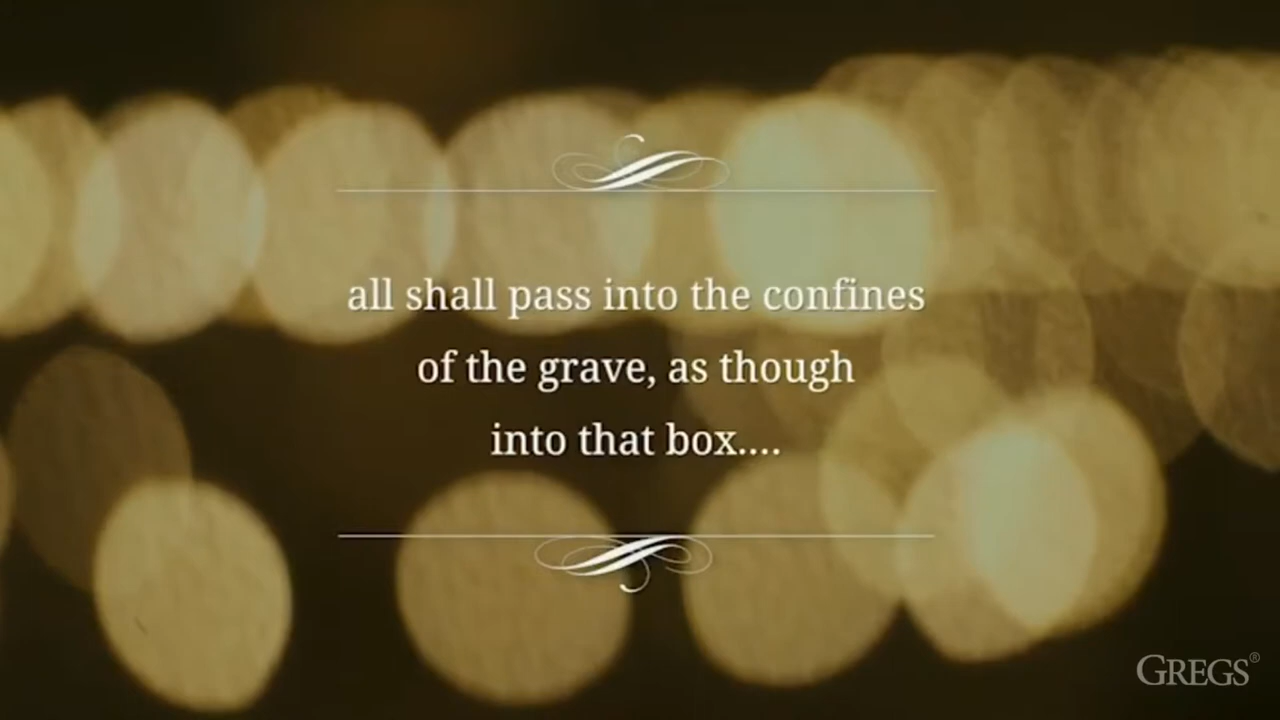 all shall pass into the confines
of the grave, as though
into that box....
GREGS®